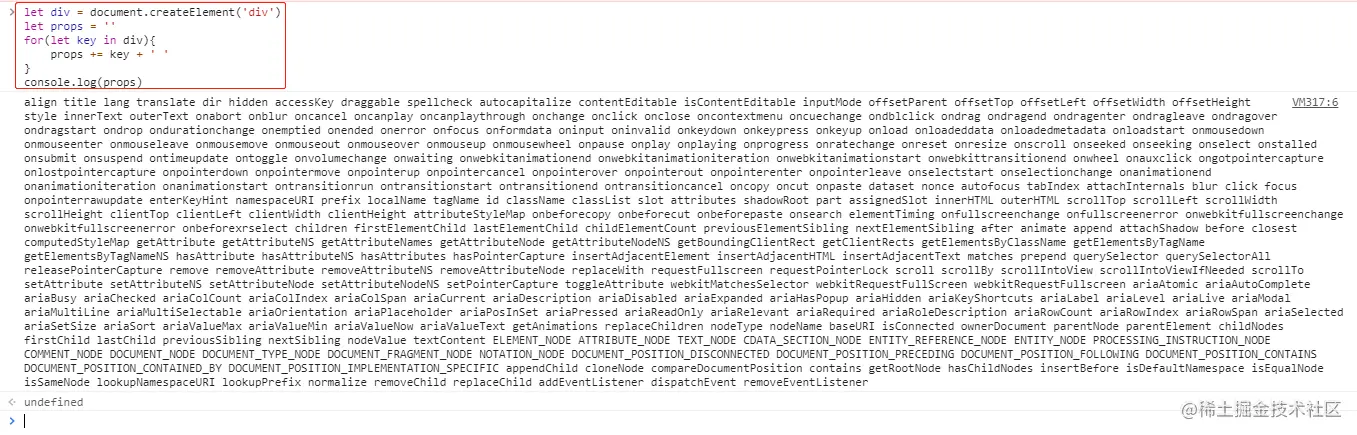 let div = document.createElement('div')
let props = ''
for(let key in div){
    props += key + ' '
}
console.log(props)
align title lang translate dir hidden accessKey draggable spellcheck autocapitalize contentEditable isContentEditable inputMode offsetParent offsetTop offsetLeft offsetWidth offsetHeight VM317:6
style innerText outerText onabort onblur oncancel oncanplay oncanplaythrough onchange onclick onclose oncontextmenu oncuechange ondblclick ondrag ondragend ondragenter ondragleave ondragover
ondragstart ondrop ondurationchange onemptied onended onerror onfocus onformdata oninput oninvalid onkeydown onkeypress onkeyup onload onloadeddata onloadedmetadata onloadstart onmousedown
onmouseenter onmouseleave onmousemove onmouseout onmouseover onmouseup onmousewheel onpause onplay onplaying onprogress onratechange onreset onresize onscroll onseeked onseeking onselect onstalled
onsubmit onsuspend ontimeupdate ontoggle onvolumechange onwaiting onwebkitanimationend onwebkitanimationiteration onwebkitanimationstart onwebkittransitionend onwheel onauxclick ongotpointercapture
onlostpointercapture onpointerdown onpointermove onpointerup onpointercancel onpointerover onpointerout onpointerenter onpointerleave onselectstart onselectionchange onanimationend
onanimationiteration onanimationstart ontransitionrun ontransitionstart ontransitionend ontransitioncancel oncopy oncut onpaste dataset nonce autofocus tabIndex attachInternals blur click focus
onpointerrawupdate enterKeyHint namespaceURI prefix localName tagName id className classList slot attributes shadowRoot part assignedSlot innerHTML outerHTML scrollTop scrollLeft scrollWidth
scrollHeight clientTop clientLeft clientWidth clientHeight attributeStyleMap onbeforecopy onbeforecut onbeforepaste onsearch elementTiming onfullscreenchange onfullscreenerror onwebkitfullscreenchange
onwebkitfullscreenerror onbeforexrselect children firstElementChild lastElementChild childElementCount previousElementSibling nextElementSibling after animate append attachShadow before closest
computedStyleMap getAttribute getAttributeNS getAttributeNames getAttributeNode getAttributeNodeNS getBoundingClientRect getClientRects getElementsByClassName getElementsByTagName
getElementsByTagNameNS hasAttribute hasAttributeNS hasAttributes hasPointerCapture insertAdjacentElement insertAdjacentHTML insertAdjacentText matches prepend querySelector querySelectorAll
releasePointerCapture remove removeAttribute removeAttributeNS removeAttributeNode replaceWith requestFullscreen requestPointerLock scroll scrollBy scrollIntoView scrollIntoViewIfNeeded scrollTo
setAttribute setAttributeNS setAttributeNode setAttributeNodeNS setPointerCapture toggleAttribute webkitMatchesSelector webkitRequestFullScreen webkitRequestFullscreen ariaAtomic ariaAutoComplete
ariaBusy ariaChecked ariaColCount ariaColIndex ariaColSpan ariaCurrent ariaDescription ariaDisabled ariaExpanded ariaHasPopup ariaHidden ariaKeyShortcuts ariaLabel ariaLevel ariaLive ariaModal
ariaMultiLine ariaMultiSelectable ariaOrientation ariaPlaceholder ariaPosInSet ariaPressed ariaReadOnly ariaRelevant ariaRequired ariaRoleDescription ariaRowCount ariaRowIndex ariaRowSpan ariaSelected
ariaSetSize ariaSort ariaValueMax ariaValueMin ariaValueNow ariaValueText getAnimations replaceChildren nodeType nodeName baseURI isConnected ownerDocument parentNode parentElement childNodes
firstChild lastChild previousSibling nextSibling nodeValue textContent ELEMENT_NODE ATTRIBUTE_NODE TEXT_NODE CDATA_SECTION_NODE ENTITY_REFERENCE_NODE ENTITY_NODE PROCESSING_INSTRUCTION_NODE
COMMENT_NODE DOCUMENT_NODE DOCUMENT_TYPE_NODE DOCUMENT_FRAGMENT_NODE NOTATION_NODE DOCUMENT_POSITION_DISCONNECTED DOCUMENT_POSITION_PRECEDING DOCUMENT_POSITION_FOLLOWING DOCUMENT_POSITION_CONTAINS
DOCUMENT_POSITION_CONTAINED_BY DOCUMENT_POSITION_IMPLEMENTATION_SPECIFIC appendChild cloneNode compareDocumentPosition contains getRootNode hasChildNodes insertBefore isDefaultNamespace isEqualNode
isSameNode lookupNamespaceURI lookupPrefix normalize removeChild replaceChild addEventListener dispatchEvent removeEventListener
undefined
@稀土掘金技术社区